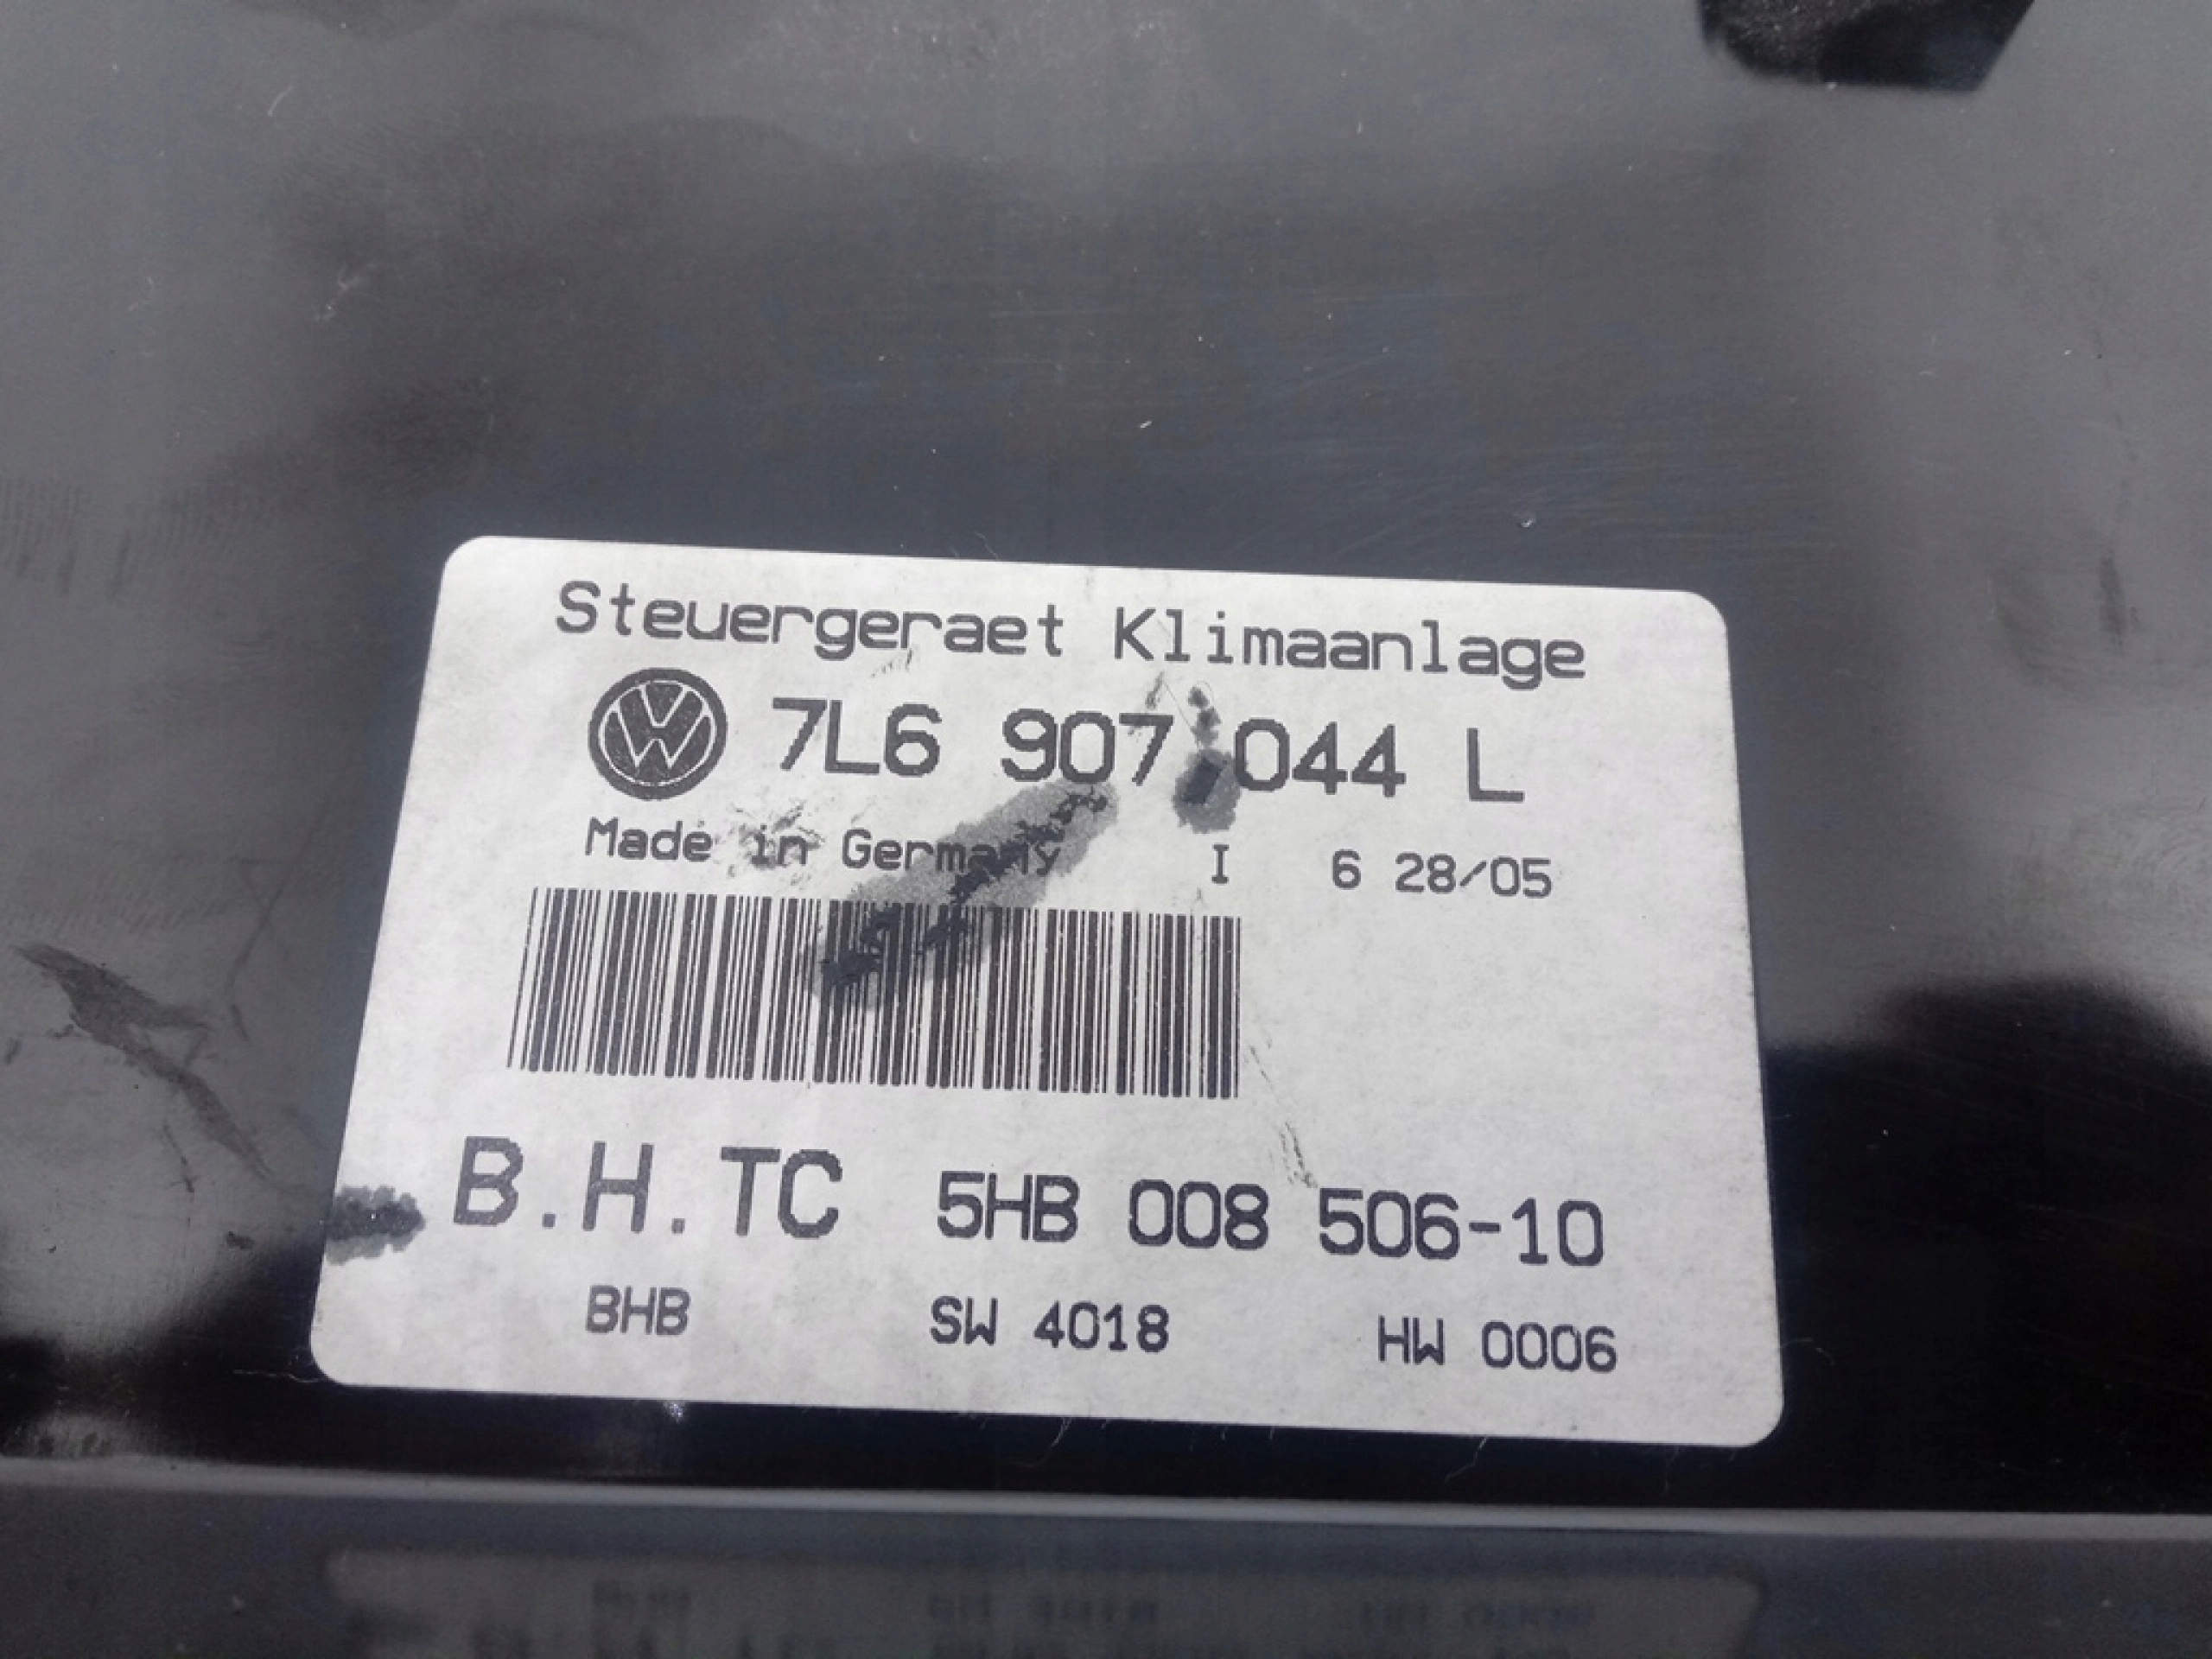 Steuergeraet Klimaanlage
7L6 907 044 L
Made in Germany I 6 28/05
B.H.TC 5HB 008 506-10
BHB SW 4018 HW 0006